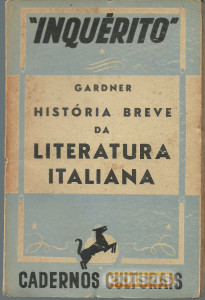 "INQUÉRITO"
GARDNER
HISTÓRIA BREVE
DA
LITERATURA
ITALIANA
CADERNOS CULTURAIS